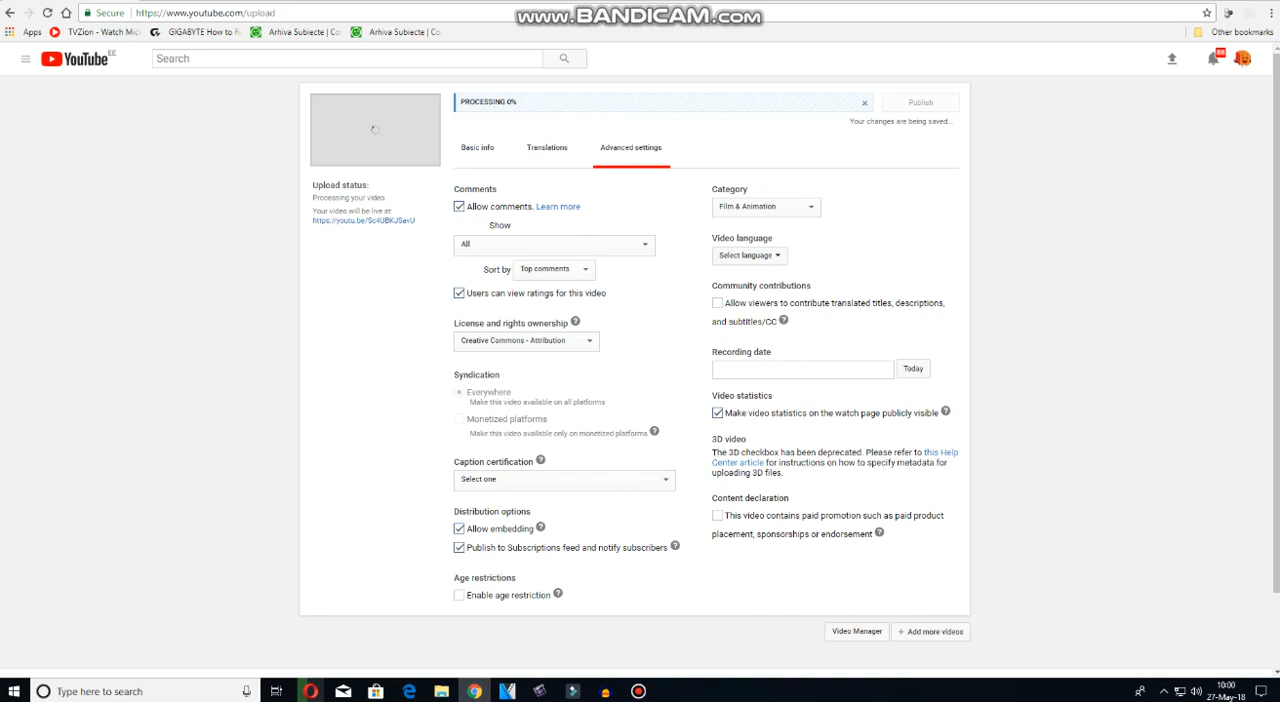 www.BANDICAM.com
Secure https://www.youtube.com/upload
Apps TVZion - Watch Mic GIGABYTE How to R Arhiva Subiecte | Co Arhiva Subiecte | Co Other bookmarks
YouTube EE Search 88
PROCESSING 0% × Publish
Your changes are being saved...
Basic info Translations Advanced settings
Upload status:
Processing your video.
Your video will be live at:
Comments
Allow comments. Learn more
Show
All
Sort by Top comments
Users can view ratings for this video
License and rights ownership ?
Creative Commons - Attribution
Syndication
Everywhere
Make this video available on all platforms
Monetized platforms
Make this video available only on monetized platforms ?
Caption certification ?
Select one
Distribution options
Allow embedding ?
Publish to Subscriptions feed and notify subscribers ?
Age restrictions
Enable age restriction ?
Category
Film & Animation
Video language
Select language
Community contributions
Allow viewers to contribute translated titles, descriptions,
and subtitles/CC ?
Recording date
Today
Video statistics
Make video statistics on the watch page publicly visible ?
3D video
The 3D checkbox has been deprecated. Please refer to this Help
Center article for instructions on how to specify metadata for
uploading 3D files.
Content declaration
This video contains paid promotion such as paid product
placement, sponsorships or endorsement ?
Video Manager + Add more videos
Type here to search
10:00
27-May-18